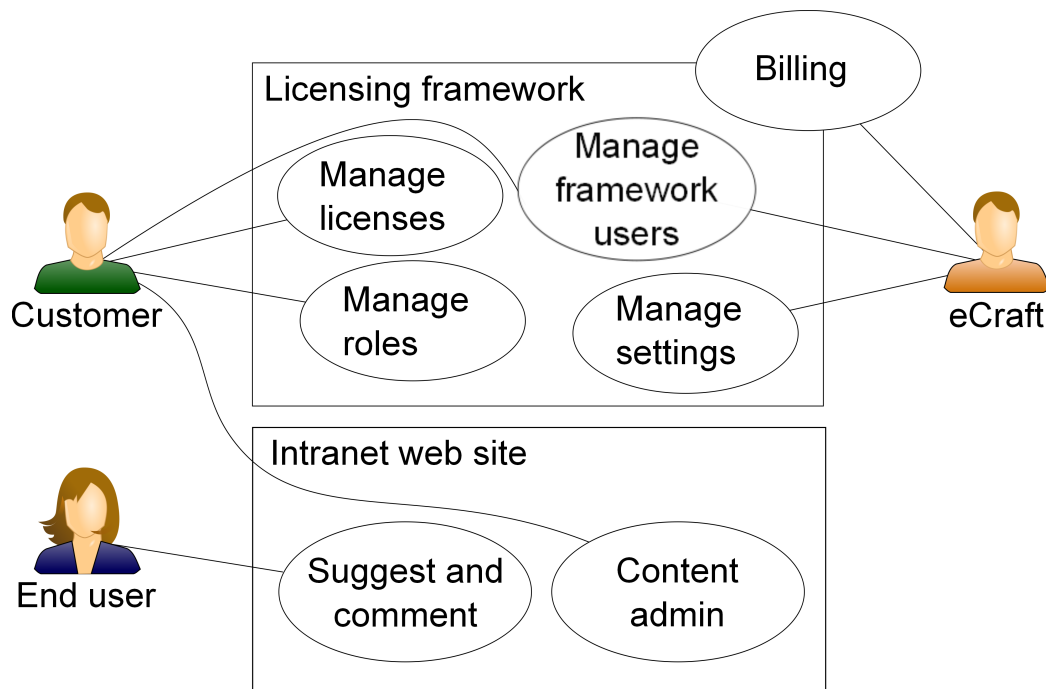 Billing
Licensing framework
Manage
licenses
Manage
framework
users
Manage
roles
Manage
settings
Customer
eCraft
Intranet web site
Suggest and
comment
Content
admin
End user